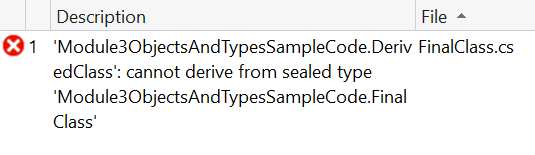 Description File
1 'Module3ObjectsAndTypesSampleCode.Deriv FinalClass.cs
edClass': cannot derive from sealed type
'Module3ObjectsAndTypesSampleCode.Final
Class'